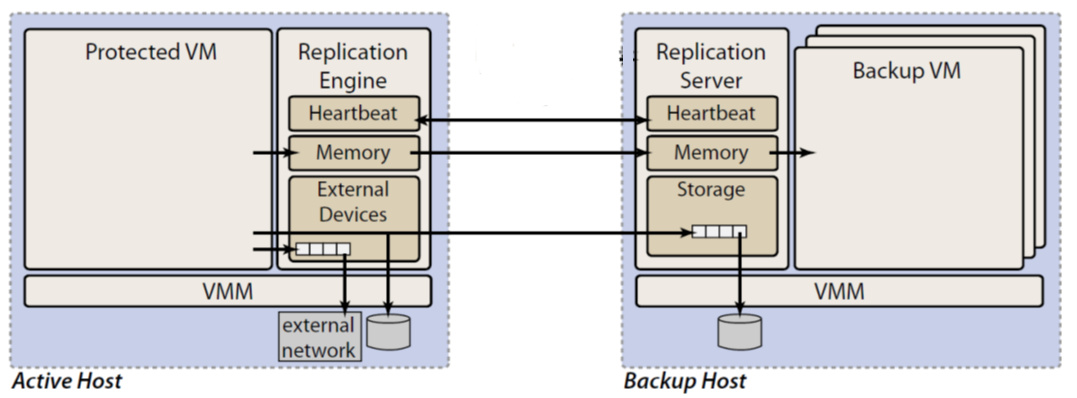 Protected VM
Replication
Engine
Heartbeat
Memory
External
Devices
VMM
external
network
Active Host
Replication
Server
Heartbeat
Memory
Storage
Backup VM
VMM
Backup Host